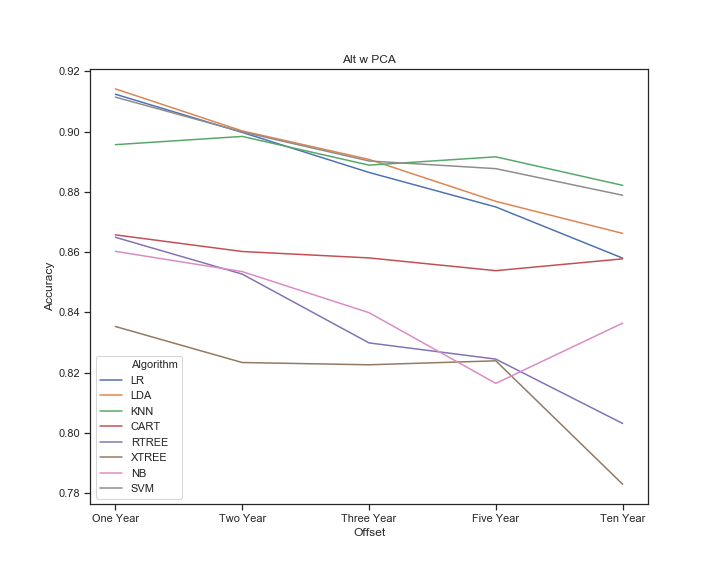 Alt w PCA
0.92
0.90
0.88
0.86
0.84
0.82
0.80
0.78
Accuracy
Algorithm
LR
LDA
KNN
CART
RTREE
XTREE
NB
SVM
One Year
Two Year
Three Year
Five Year
Ten Year
Offset